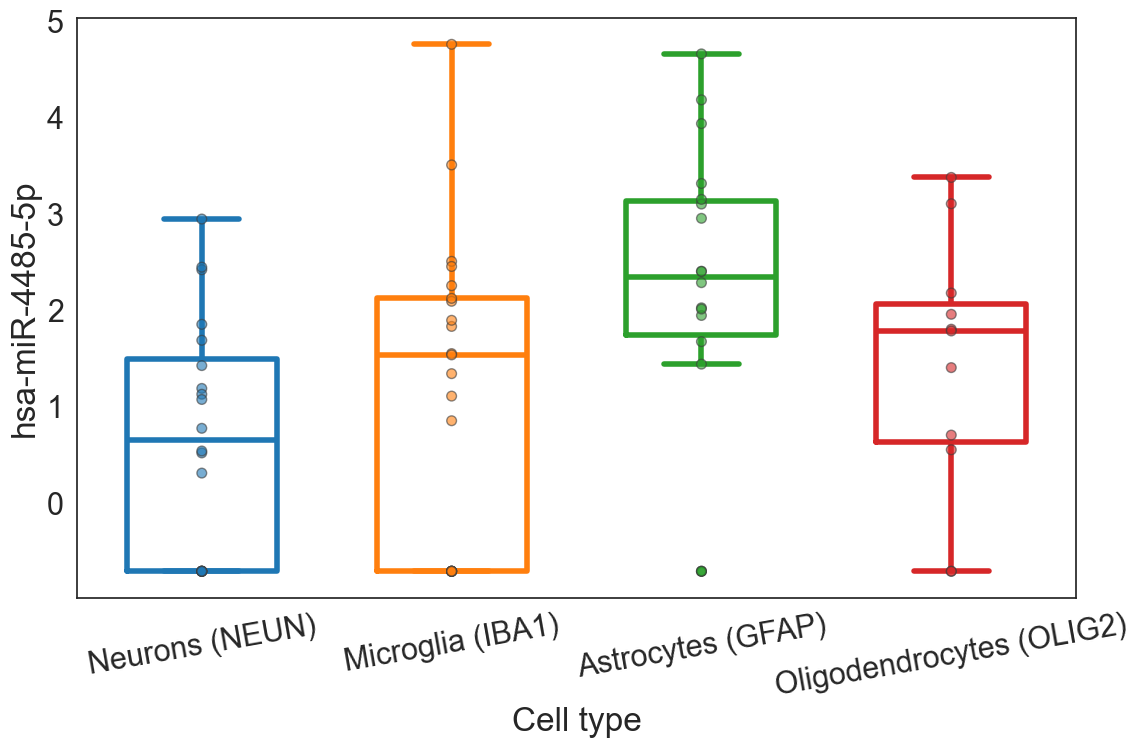 5
4
3
2
1
0
hsa-miR-4485-5p
Neurons (NEUN)
Microglia (IBA1)
Astrocytes (GFAP)
Oligodendrocytes (OLIG2)
Cell type